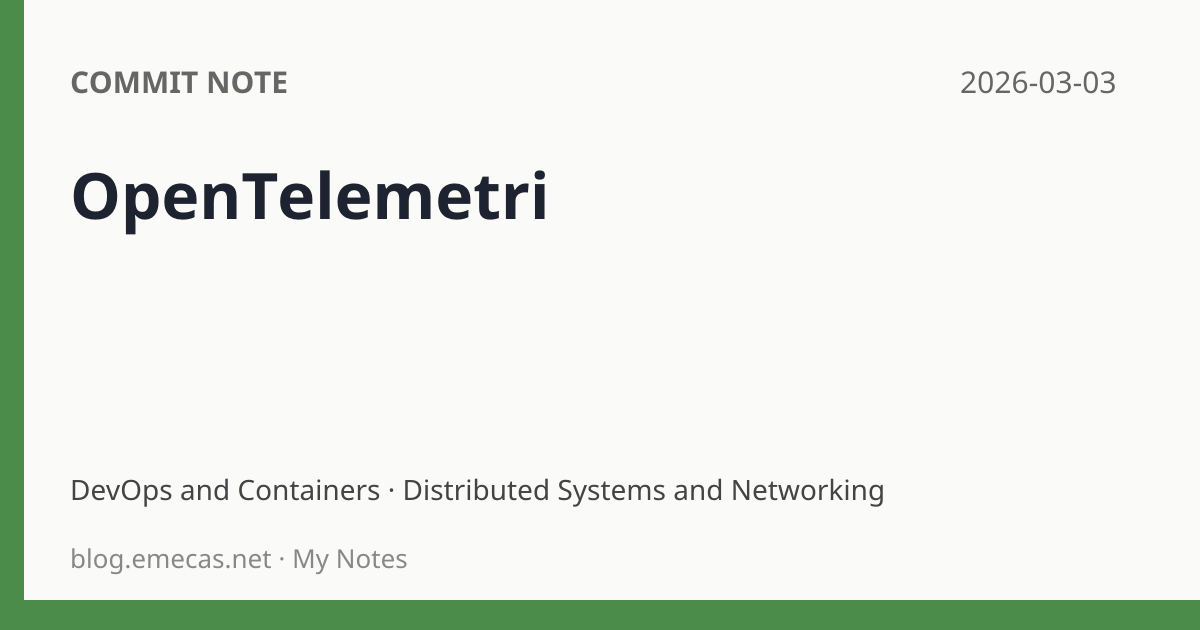 COMMIT NOTE
2026-03-03
OpenTelemetri
DevOps and Containers · Distributed Systems and Networking
blog.emecas.net · My Notes